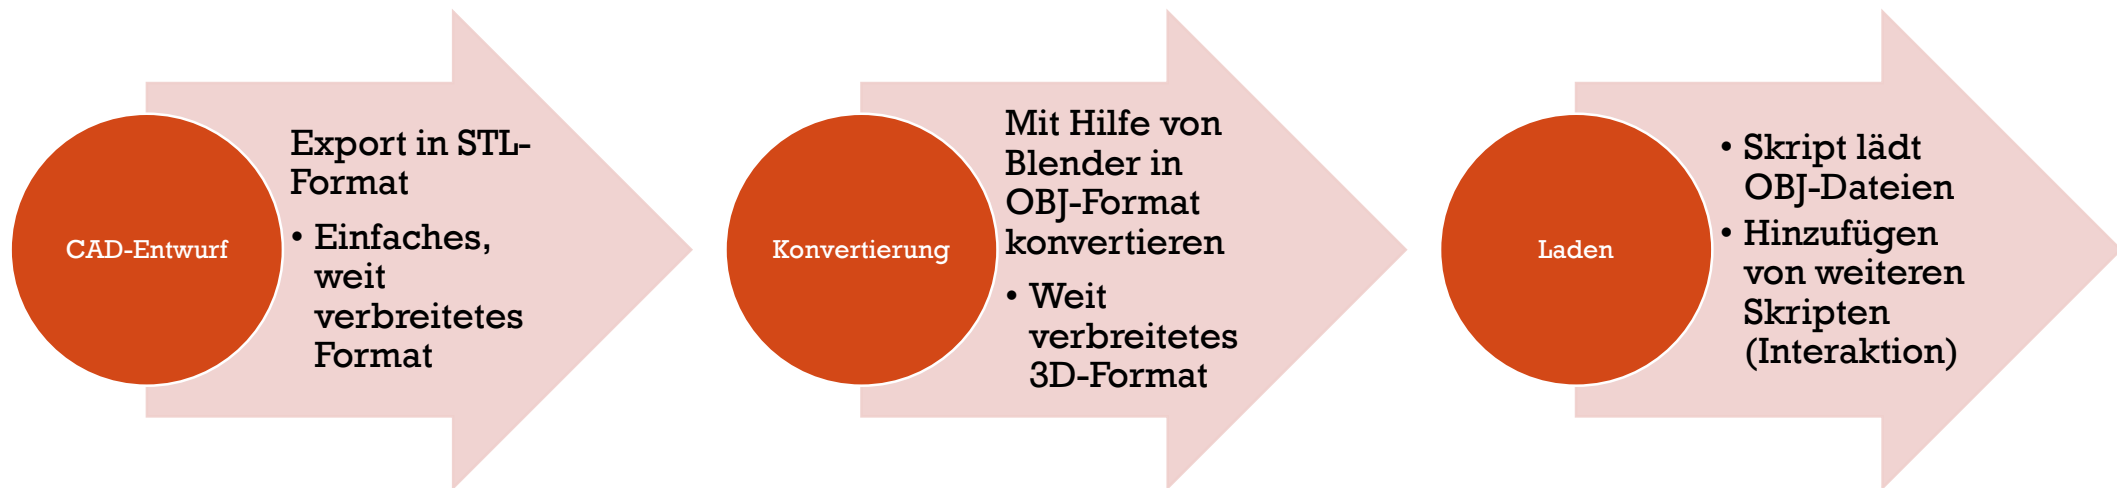 CAD-Entwurf
Export in STL-
Format
• Einfaches,
weit
verbreitetes
Format
Konvertierung
Mit Hilfe von
Blender in
OBJ-Format
konvertieren
• Weit
verbreitetes
3D-Format
Laden
• Skript lädt
OBJ-Dateien
• Hinzufügen
von weiteren
Skripten
(Interaktion)